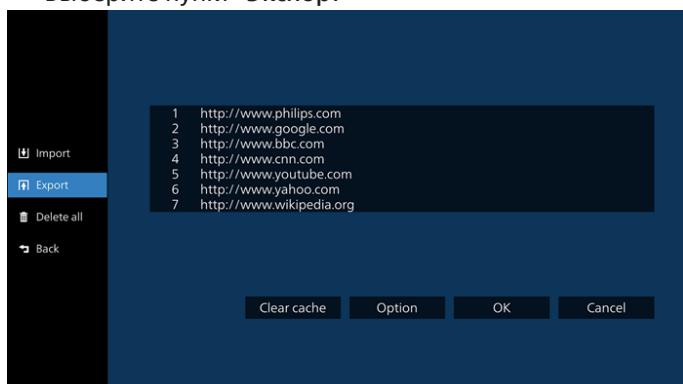 1 http://www.philips.com
2 http://www.google.com
3 http://www.bbc.com
4 http://www.cnn.com
5 http://www.youtube.com
6 http://www.yahoo.com
7 http://www.wikipedia.org
Import
Export
Delete all
Back
Clear cache Option OK Cancel